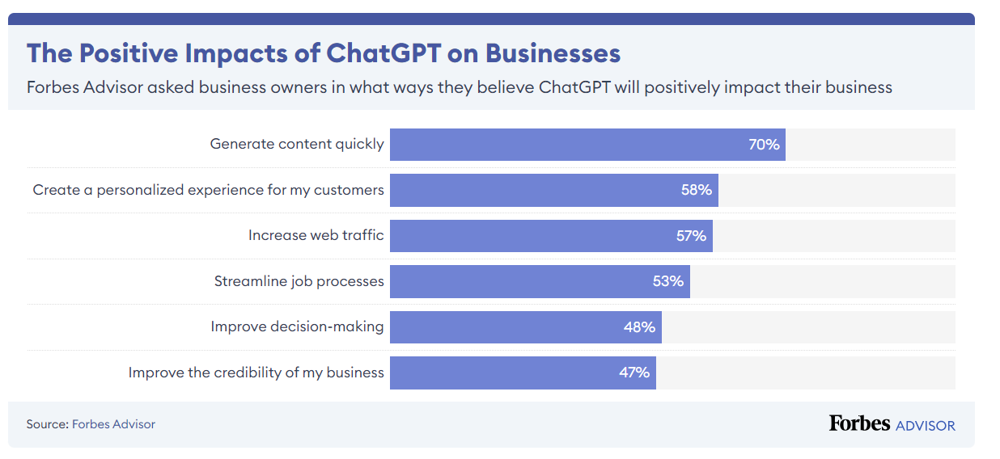 The Positive Impacts of ChatGPT on Businesses
Forbes Advisor asked business owners in what ways they believe ChatGPT will positively impact their business
Generate content quickly 70%
Create a personalized experience for my customers 58%
Increase web traffic 57%
Streamline job processes 53%
Improve decision-making 48%
Improve the credibility of my business 47%
Source: Forbes Advisor
Forbes ADVISOR